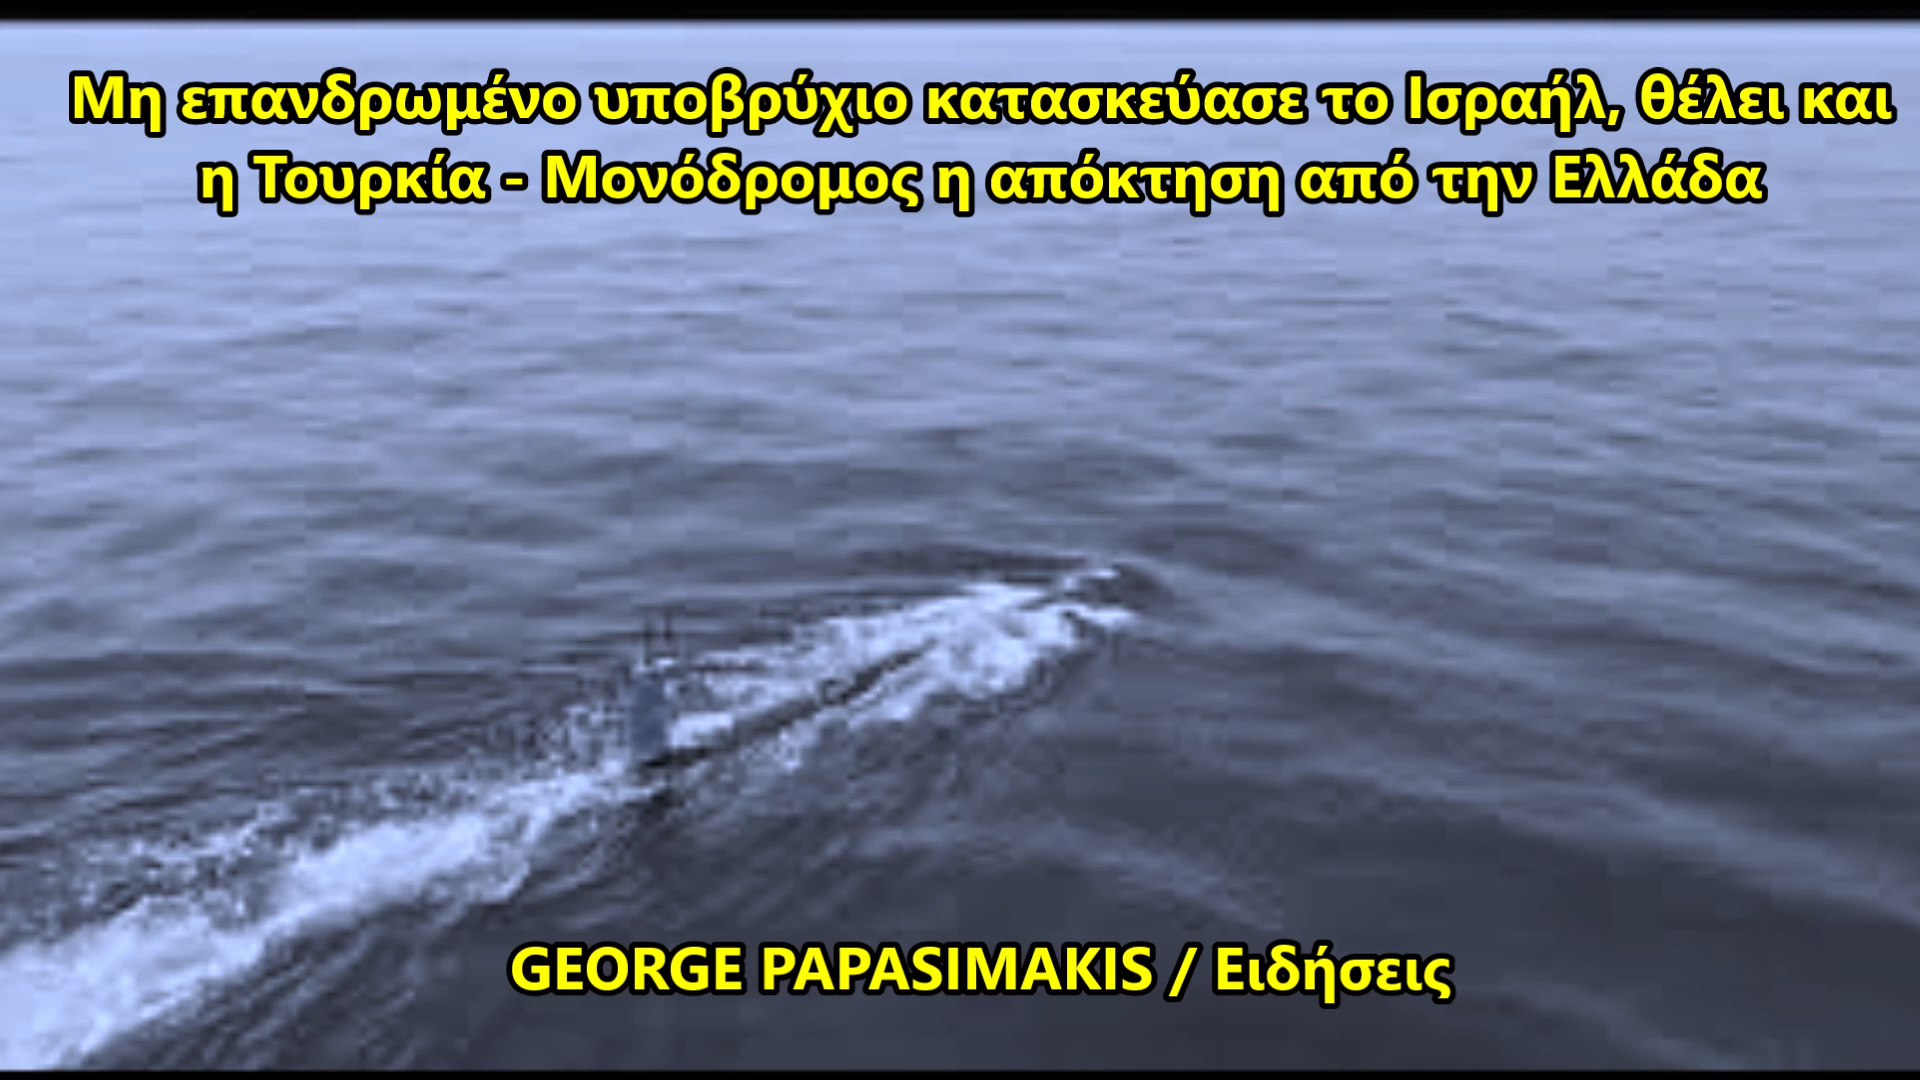 Μη επανδρωμένο υποβρύχιο κατασκεύασε το Ισραήλ, θέλει και
η Τουρκία - Μονόδρομος η απόκτηση από την Ελλάδα
GEORGE PAPASIMAKIS / Ειδήσεις